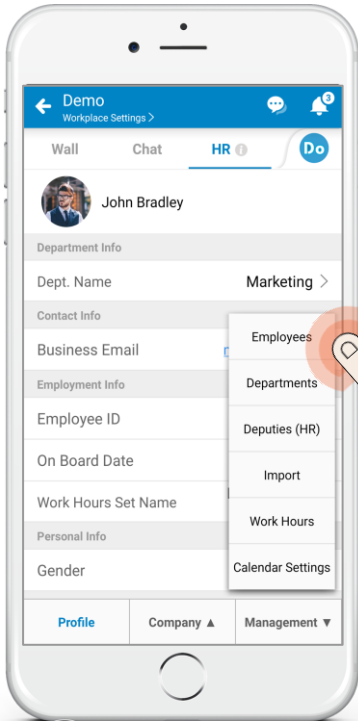 Demo
Workplace Settings >
3
Wall Chat HR i Do
John Bradley
Department Info
Dept. Name Marketing >
Contact Info
Business Email
Employment Info
Employee ID
On Board Date
Work Hours Set Name
Personal Info
Gender
Employees
Departments
Deputies (HR)
Import
Work Hours
Calendar Settings
Profile Company ▲ Management ▼